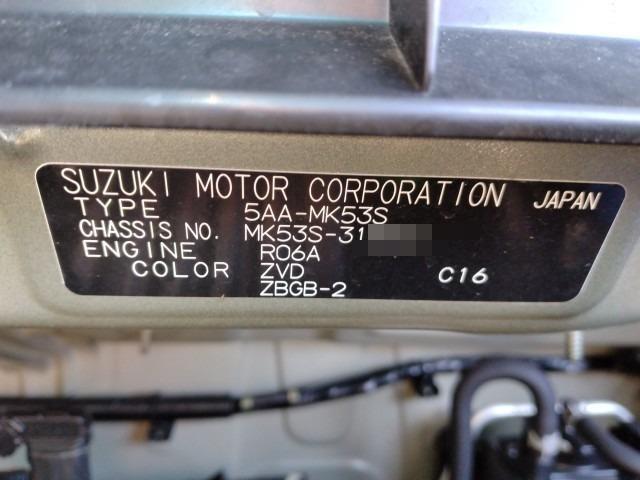 SUZUKI MOTOR CORPORATION JAPAN
TYPE 5AA-MK53S
CHASSIS NO. MK53S-31
ENGINE R06A
COLOR ZVD C16
ZBGB-2